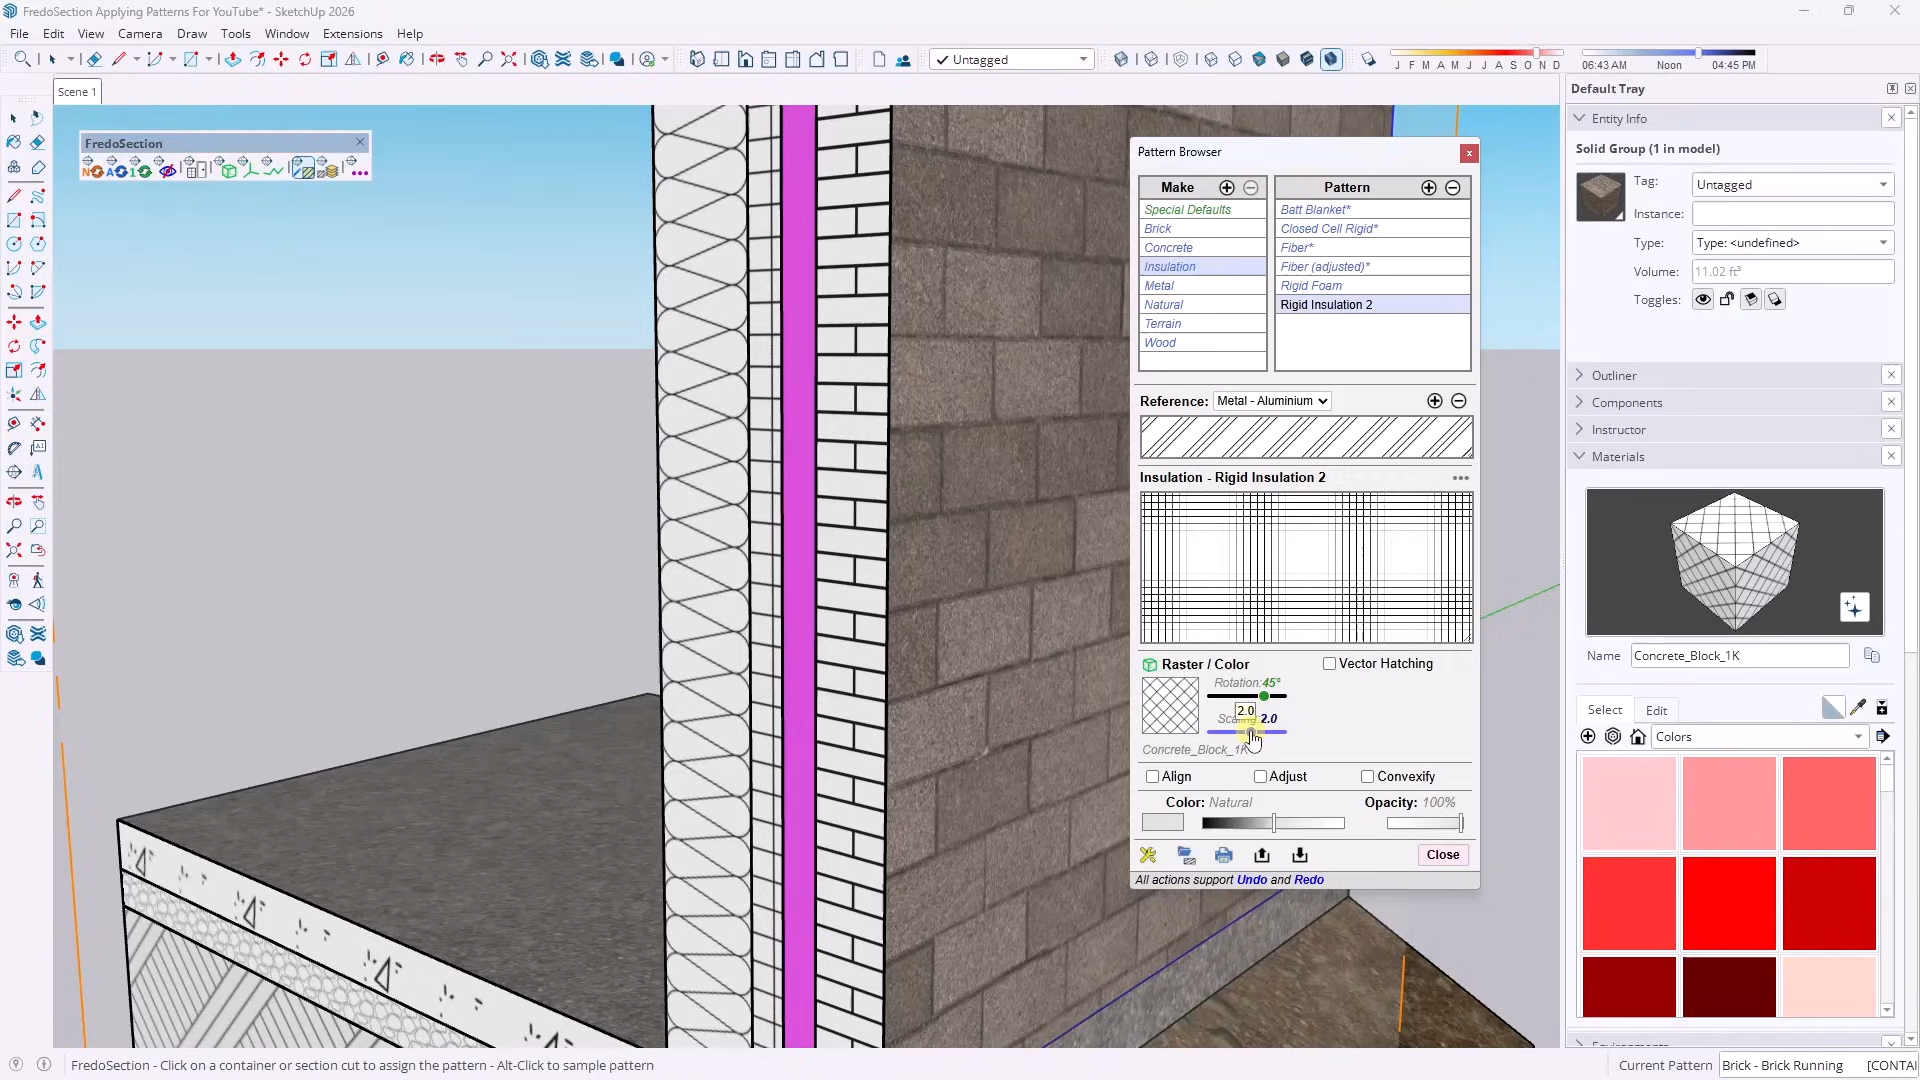 FredoSection Applying Patterns For YouTube* - SketchUp 2026
File Edit View Camera Draw Tools Window Extensions Help
Untagged
J F M A M J J A S O N D
06:43 AM Noon 04:45 PM
Scene 1
Default Tray
FredoSection
Entity Info
Solid Group (1 in model)
Tag: Untagged
Instance:
Type: Type: <undefined>
Volume: 11.02 ft³
Toggles:
Outliner
Components
Instructor
Materials
Name Concrete_Block_1K
Select Edit
Colors
Pattern Browser
Make Pattern
Special Defaults Batt Blanket*
Brick Closed Cell Rigid*
Concrete Fiber*
Insulation Fiber (adjusted)*
Metal Rigid Foam
Natural Rigid Insulation 2
Terrain
Wood
Reference: Metal - Aluminium
Insulation - Rigid Insulation 2
Raster / Color Vector Hatching
Rotation: 45°
2.0
2.0
Concrete_Block_1K
Align Adjust Convexify
Color: Natural Opacity: 100%
Close
All actions support Undo and Redo
FredoSection - Click on a container or section cut to assign the pattern - Alt-Click to sample pattern
Current Pattern Brick - Brick Running [CONTAI